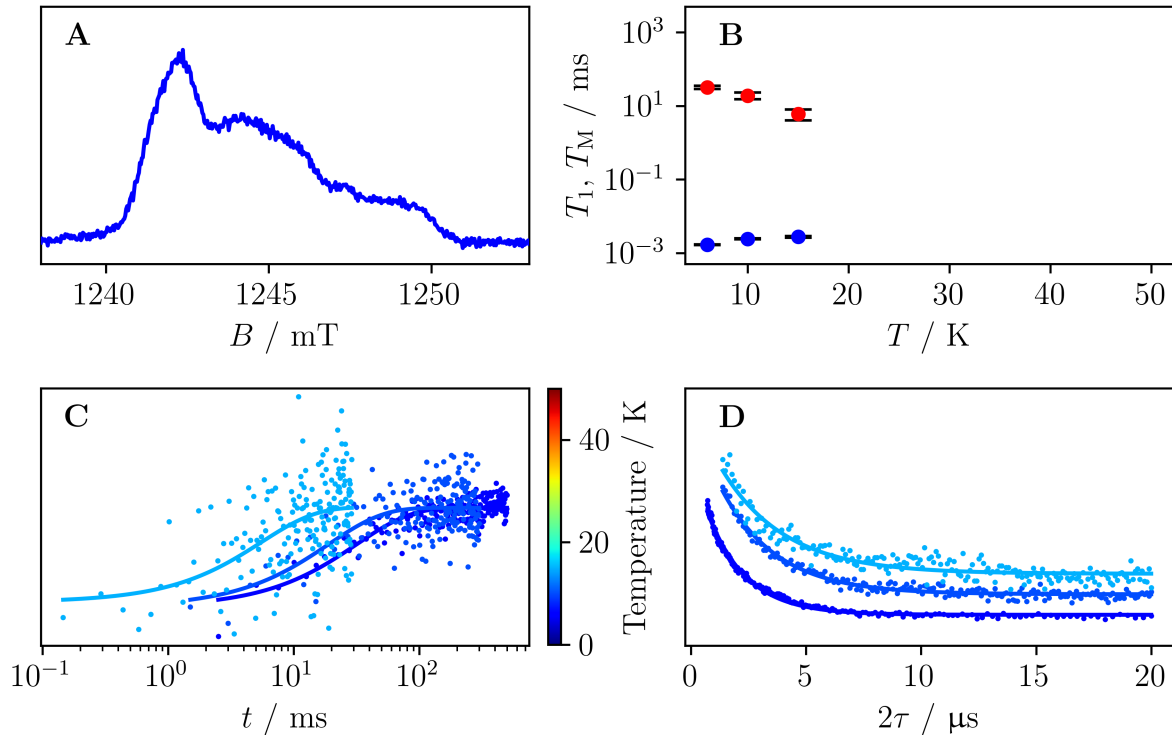 A
1240 1245 1250
B / mT
B
10³
10¹
10⁻¹
10⁻³
T₁, T_M / ms
10 20 30 40 50
T / K
C
10⁻¹ 10⁰ 10¹ 10²
t / ms
40
20
0
Temperature / K
D
0 5 10 15 20
2τ / μs